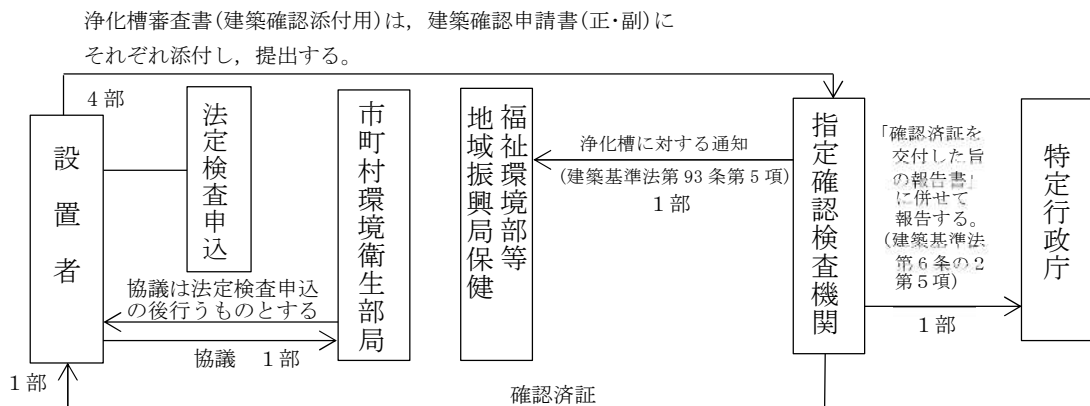 浄化槽審査書(建築確認添付用)は，建築確認申請書(正・副)に
それぞれ添付し，提出する。
4部
設置者
法定検査申込
市町村環境衛生部局
福祉環境部等
地域振興局保健
浄化槽に対する通知
(建築基準法第93条第5項)
1部
指定確認検査機関
「確認済証を
交付した旨
の報告書」
に併せて
報告する。
(建築基準法
第6条の2
第5項)
1部
特定行政庁
協議は法定検査申込
の後行うものとする
協議 1部
1部
確認済証